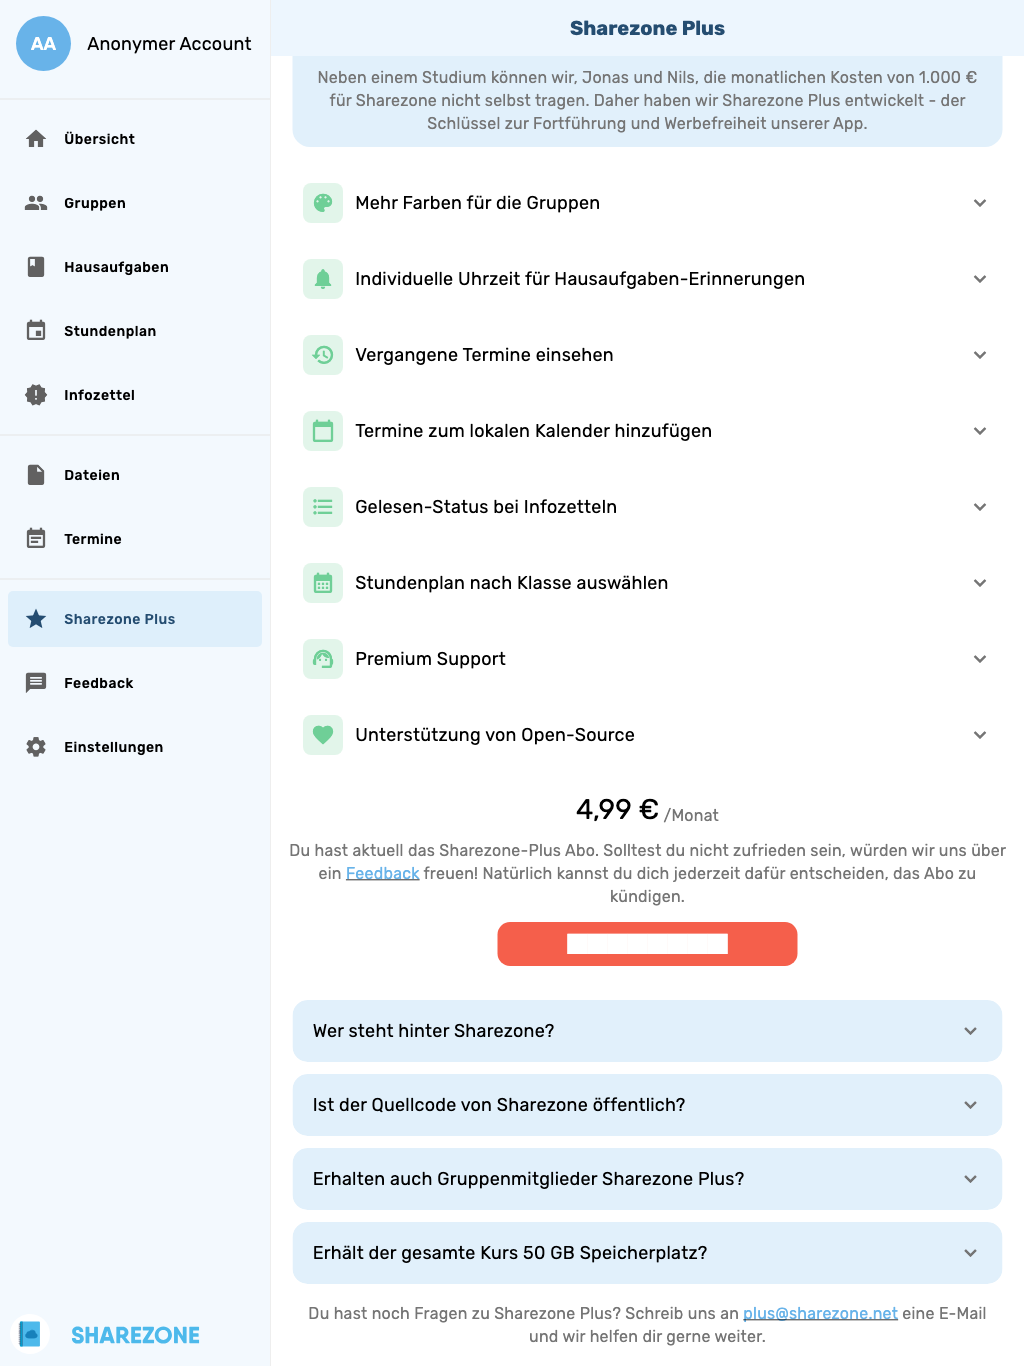 AA
Anonymer Account
Übersicht
Gruppen
Hausaufgaben
Stundenplan
Infozettel
Dateien
Termine
Sharezone Plus
Feedback
Einstellungen
SHAREZONE
Sharezone Plus
Neben einem Studium können wir, Jonas und Nils, die monatlichen Kosten von 1.000 €
für Sharezone nicht selbst tragen. Daher haben wir Sharezone Plus entwickelt - der
Schlüssel zur Fortführung und Werbefreiheit unserer App.
Mehr Farben für die Gruppen
Individuelle Uhrzeit für Hausaufgaben-Erinnerungen
Vergangene Termine einsehen
Termine zum lokalen Kalender hinzufügen
Gelesen-Status bei Infozetteln
Stundenplan nach Klasse auswählen
Premium Support
Unterstützung von Open-Source
4,99 € /Monat
Du hast aktuell das Sharezone-Plus Abo. Solltest du nicht zufrieden sein, würden wir uns über
ein Feedback freuen! Natürlich kannst du dich jederzeit dafür entscheiden, das Abo zu
kündigen.
Wer steht hinter Sharezone?
Ist der Quellcode von Sharezone öffentlich?
Erhalten auch Gruppenmitglieder Sharezone Plus?
Erhält der gesamte Kurs 50 GB Speicherplatz?
Du hast noch Fragen zu Sharezone Plus? Schreib uns an plus@sharezone.net eine E-Mail
und wir helfen dir gerne weiter.